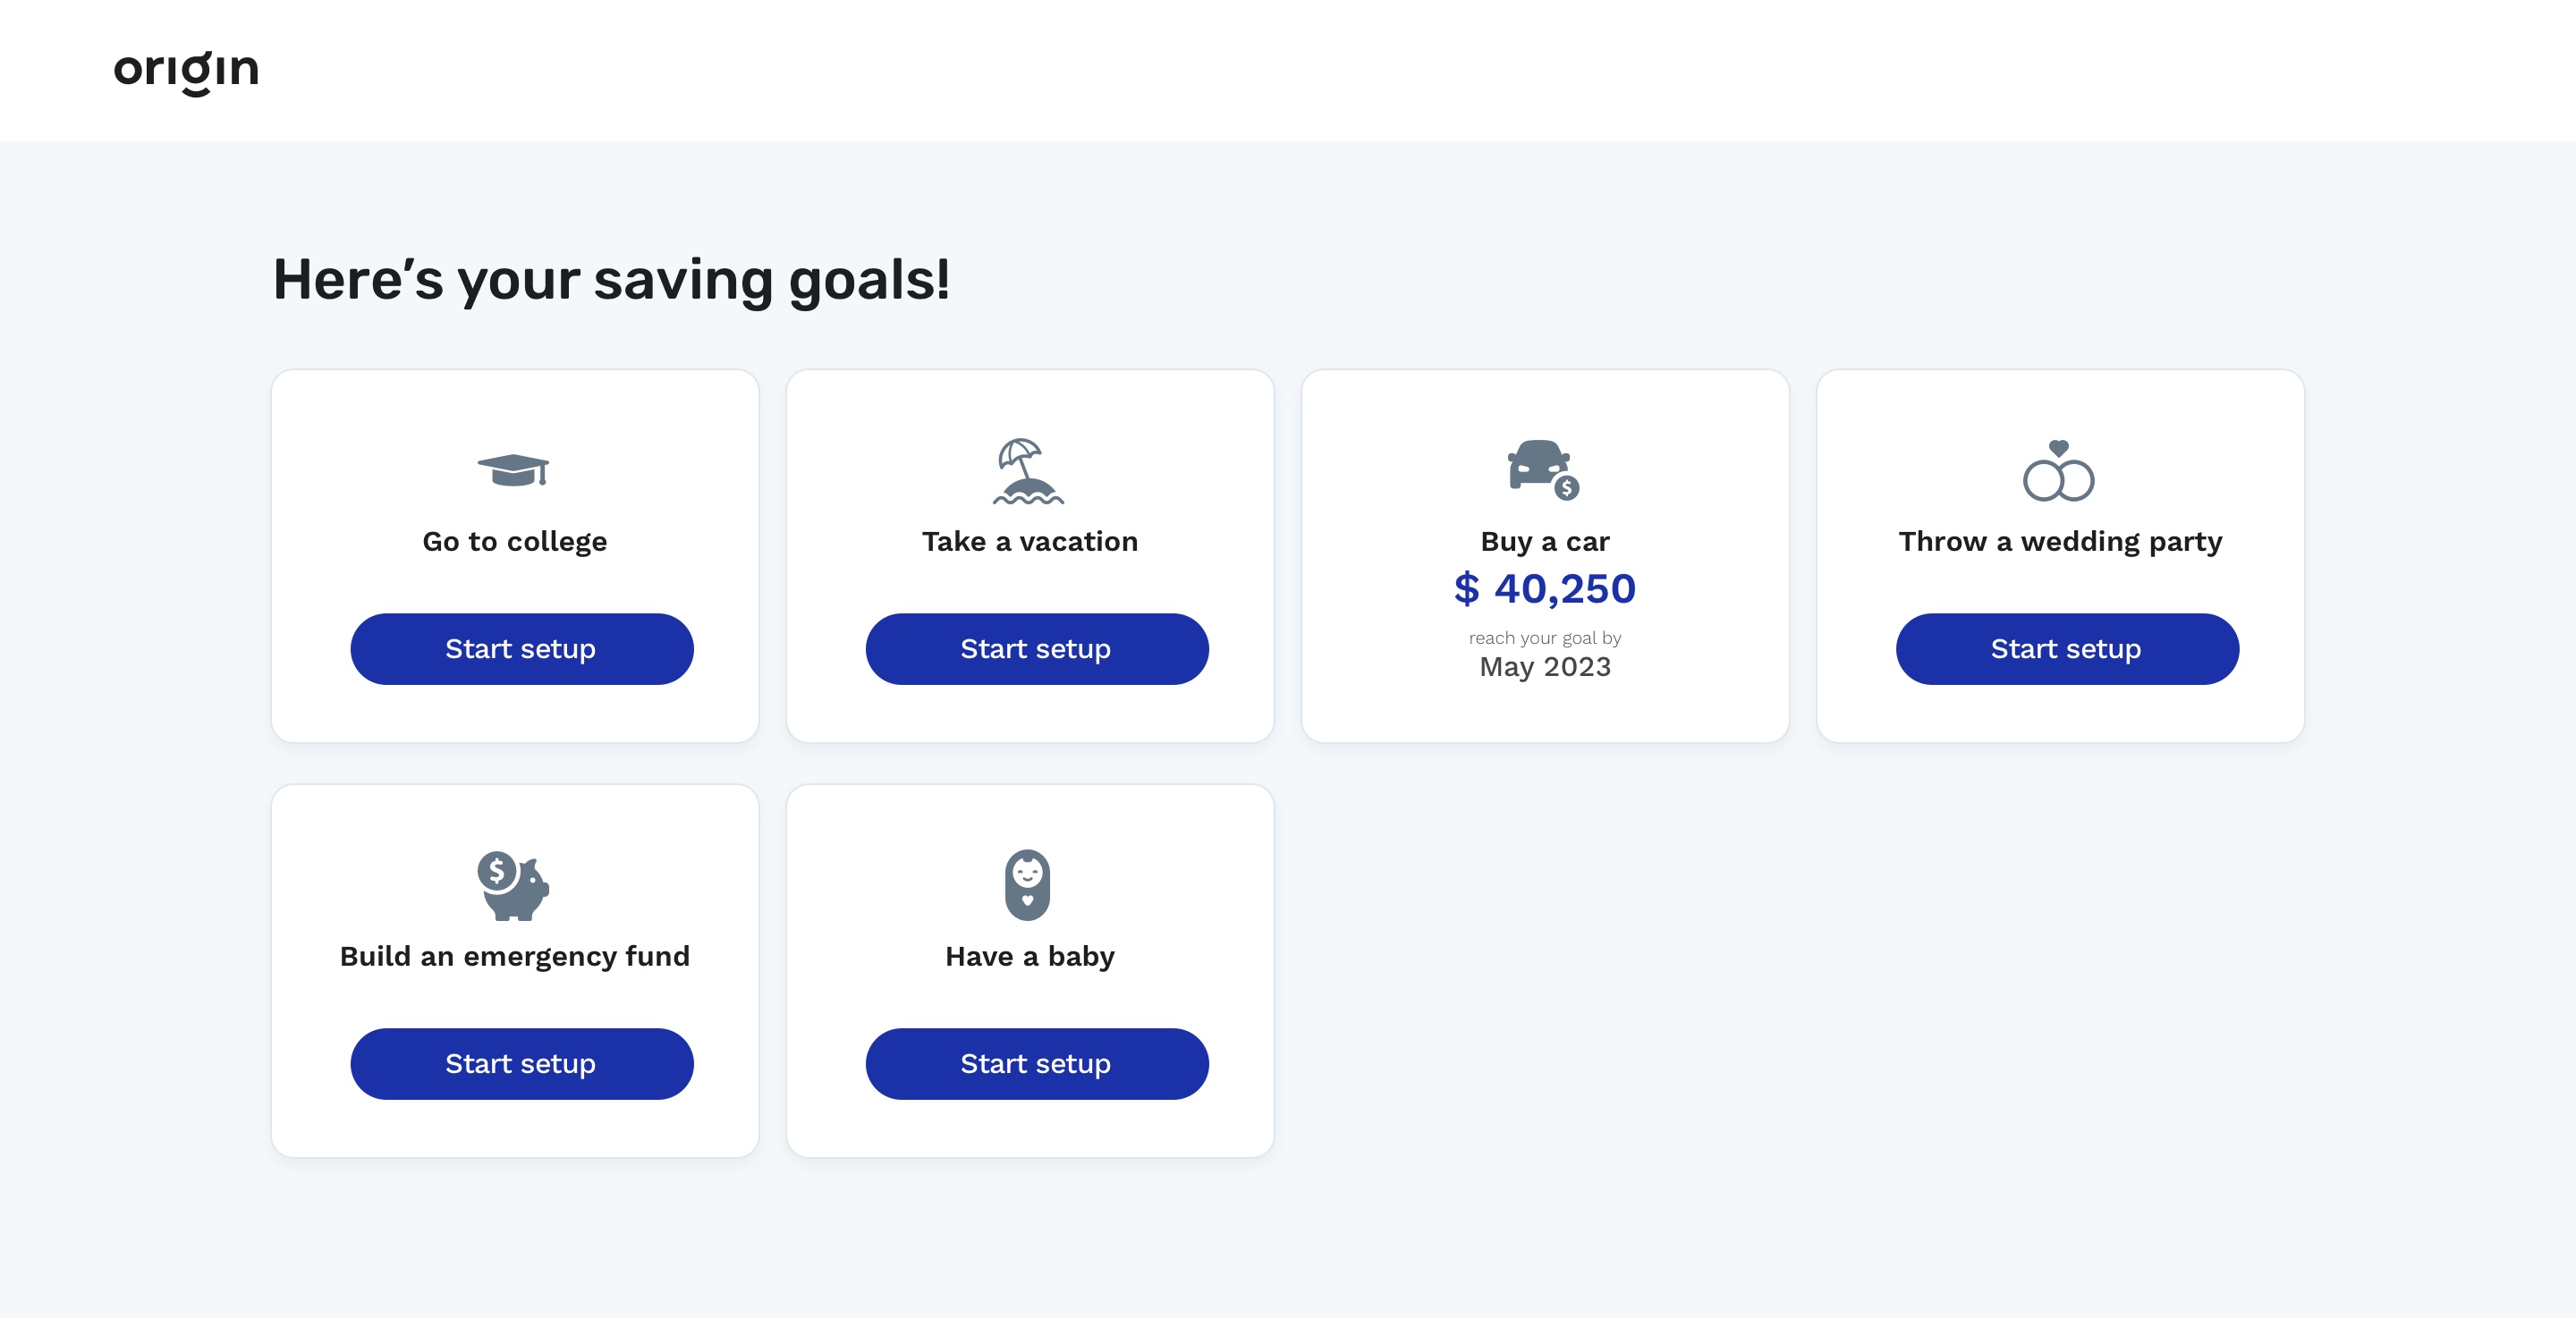 origin
Here’s your saving goals!
Go to college
Start setup
Take a vacation
Start setup
$
Buy a car
$ 40,250
reach your goal by
May 2023
Throw a wedding party
Start setup
$
Build an emergency fund
Start setup
Have a baby
Start setup